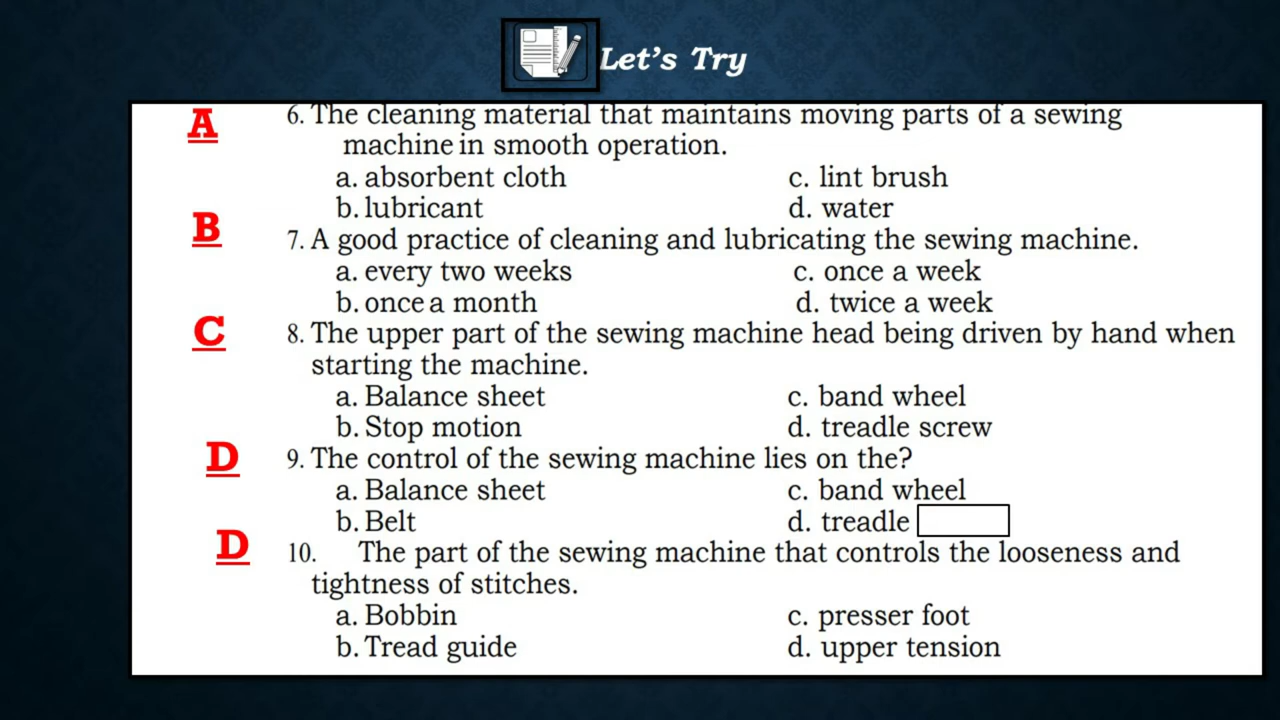 Let's Try
A 6. The cleaning material that maintains moving parts of a sewing
machine in smooth operation.
a. absorbent cloth c. lint brush
b. lubricant d. water
B 7. A good practice of cleaning and lubricating the sewing machine.
a. every two weeks c. once a week
b. once a month d. twice a week
C 8. The upper part of the sewing machine head being driven by hand when
starting the machine.
a. Balance sheet c. band wheel
b. Stop motion d. treadle screw
D 9. The control of the sewing machine lies on the?
a. Balance sheet c. band wheel
b. Belt d. treadle
D 10. The part of the sewing machine that controls the looseness and
tightness of stitches.
a. Bobbin c. presser foot
b. Tread guide d. upper tension